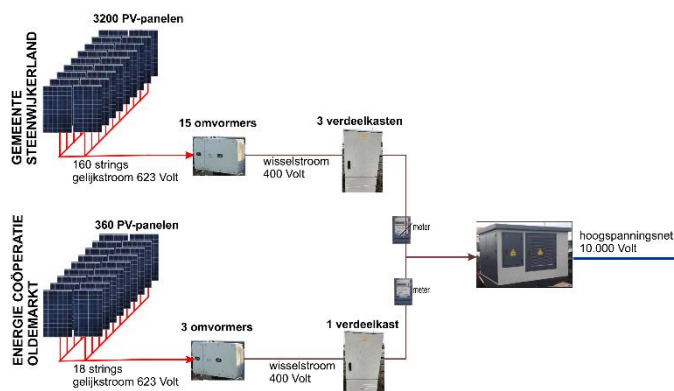 GEMEENTE
STEENWIJKERLAND
3200 PV-panelen
160 strings
gelijkstroom 623 Volt
15 omvormers
wisselstroom
400 Volt
3 verdeelkasten
meter
hoogspanningsnet
10.000 Volt
ENERGIE COÖPERATIE
OLDEMARKT
360 PV-panelen
18 strings
gelijkstroom 623 Volt
3 omvormers
wisselstroom
400 Volt
1 verdeelkast
meter